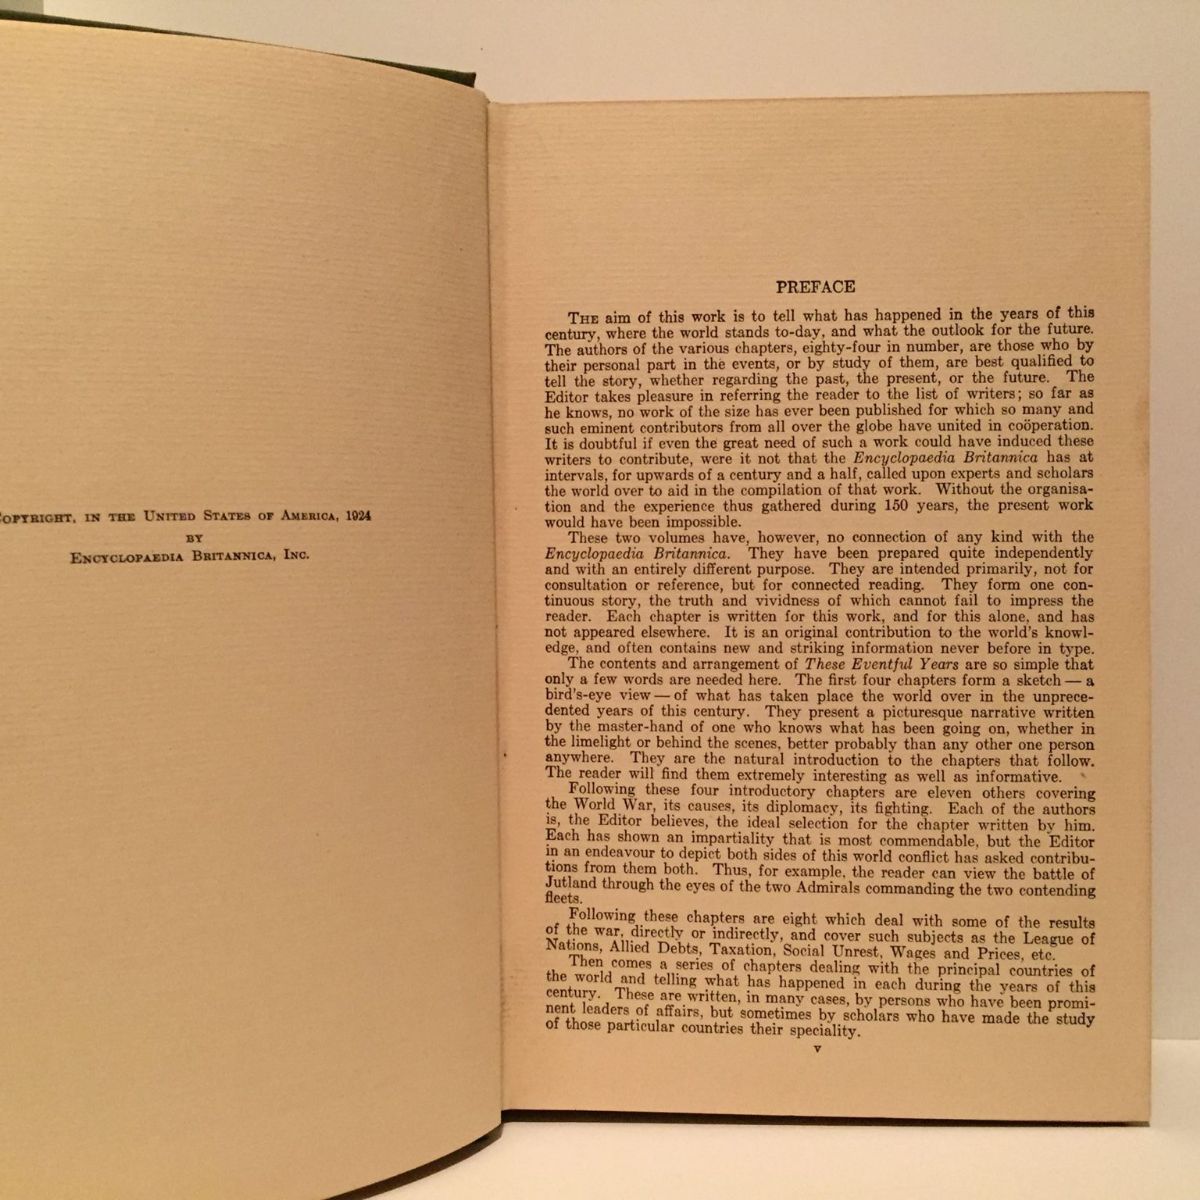 COPYRIGHT, IN THE UNITED STATES OF AMERICA, 1924
BY
ENCYCLOPAEDIA BRITANNICA, INC.
PREFACE
THE aim of this work is to tell what has happened in the years of this
century, where the world stands to-day, and what the outlook for the future.
The authors of the various chapters, eighty-four in number, are those who by
their personal part in the events, or by study of them, are best qualified to
tell the story, whether regarding the past, the present, or the future. The
Editor takes pleasure in referring the reader to the list of writers; so far as
he knows, no work of the size has ever been published for which so many and
such eminent contributors from all over the globe have united in coöperation.
It is doubtful if even the great need of such a work could have induced these
writers to contribute, were it not that the Encyclopaedia Britannica has at
intervals, for upwards of a century and a half, called upon experts and scholars
the world over to aid in the compilation of that work. Without the organisa-
tion and the experience thus gathered during 150 years, the present work
would have been impossible.
These two volumes have, however, no connection of any kind with the
Encyclopaedia Britannica. They have been prepared quite independently
and with an entirely different purpose. They are intended primarily, not for
consultation or reference, but for connected reading. They form one con-
tinuous story, the truth and vividness of which cannot fail to impress the
reader. Each chapter is written for this work, and for this alone, and has
not appeared elsewhere. It is an original contribution to the world's knowl-
edge, and often contains new and striking information never before in type.
The contents and arrangement of These Eventful Years are so simple that
only a few words are needed here. The first four chapters form a sketch — a
bird's-eye view — of what has taken place the world over in the unprece-
dented years of this century. They present a picturesque narrative written
by the master-hand of one who knows what has been going on, whether in
the limelight or behind the scenes, better probably than any other one person
anywhere. They are the natural introduction to the chapters that follow.
The reader will find them extremely interesting as well as informative.
Following these four introductory chapters are eleven others covering
the World War, its causes, its diplomacy, its fighting. Each of the authors
is, the Editor believes, the ideal selection for the chapter written by him.
Each has shown an impartiality that is most commendable, but the Editor
in an endeavour to depict both sides of this world conflict has asked contribu-
tions from them both. Thus, for example, the reader can view the battle of
Jutland through the eyes of the two Admirals commanding the two contending
fleets.
Following these chapters are eight which deal with some of the results
of the war, directly or indirectly, and cover such subjects as the League of
Nations, Allied Debts, Taxation, Social Unrest, Wages and Prices, etc.
Then comes a series of chapters dealing with the principal countries of
the world and telling what has happened in each during the years of this
century. These are written, in many cases, by persons who have been promi-
nent leaders of affairs, but sometimes by scholars who have made the study
of those particular countries their speciality.
v